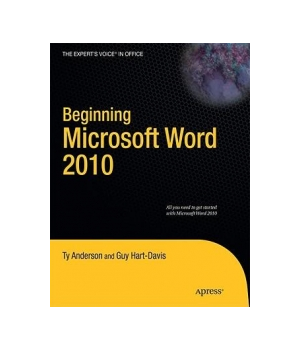 THE EXPERT'S VOICE® IN OFFICE
Beginning
Microsoft Word
2010
All you need to get started
with Microsoft Word 2010
Ty Anderson and Guy Hart-Davis
Apress®